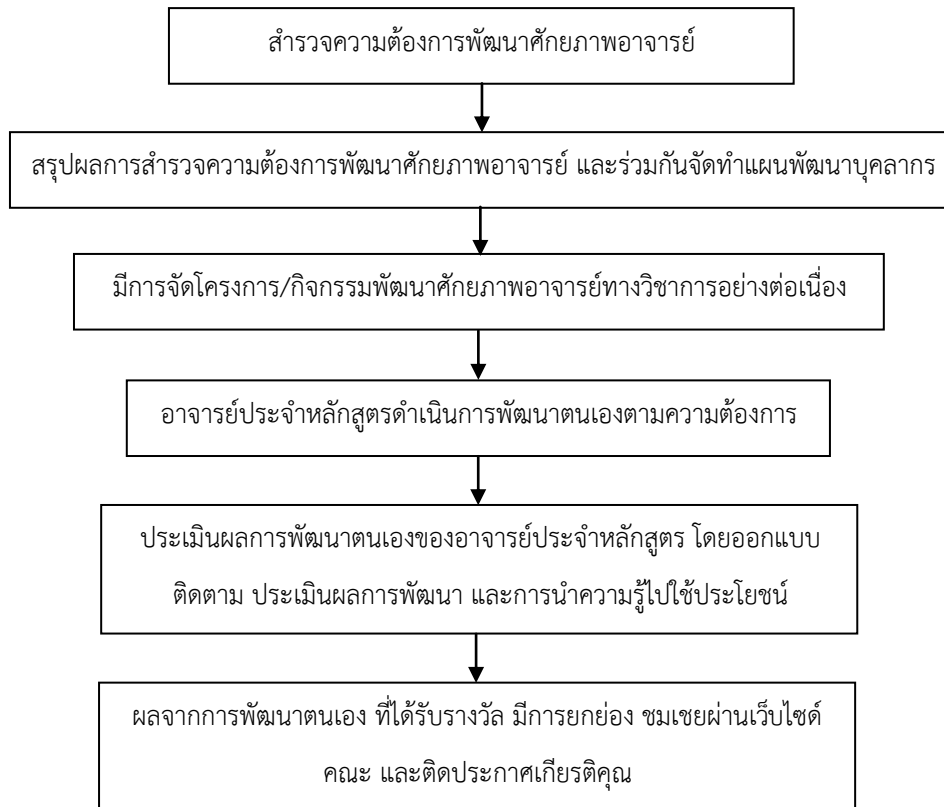 สำรวจความต้องการพัฒนาศักยภาพอาจารย์
สรุปผลการสำรวจความต้องการพัฒนาศักยภาพอาจารย์ และร่วมกันจัดทำแผนพัฒนาบุคลากร
มีการจัดโครงการ/กิจกรรมพัฒนาศักยภาพอาจารย์ทางวิชาการอย่างต่อเนื่อง
อาจารย์ประจำหลักสูตรดำเนินการพัฒนาตนเองตามความต้องการ
ประเมินผลการพัฒนาตนเองของอาจารย์ประจำหลักสูตร โดยออกแบบ
ติดตาม ประเมินผลการพัฒนา และการนำความรู้ไปใช้ประโยชน์
ผลจากการพัฒนาตนเอง ที่ได้รับรางวัล มีการยกย่อง ชมเชยผ่านเว็บไซด์
คณะ และติดประกาศเกียรติคุณ